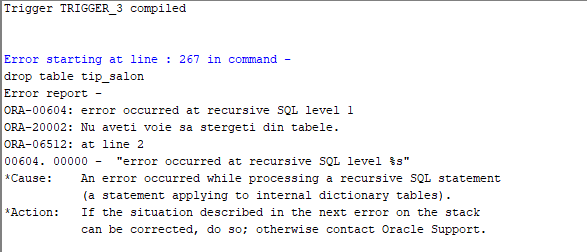 Trigger TRIGGER_3 compiled
Error starting at line : 267 in command -
drop table tip_salon
Error report -
ORA-00604: error occurred at recursive SQL level 1
ORA-20002: Nu aveti voie sa stergeti din tabele.
ORA-06512: at line 2
00604. 00000 -  "error occurred at recursive SQL level %s"
*Cause:    An error occurred while processing a recursive SQL statement
           (a statement applying to internal dictionary tables).
*Action:   If the situation described in the next error on the stack
           can be corrected, do so; otherwise contact Oracle Support.